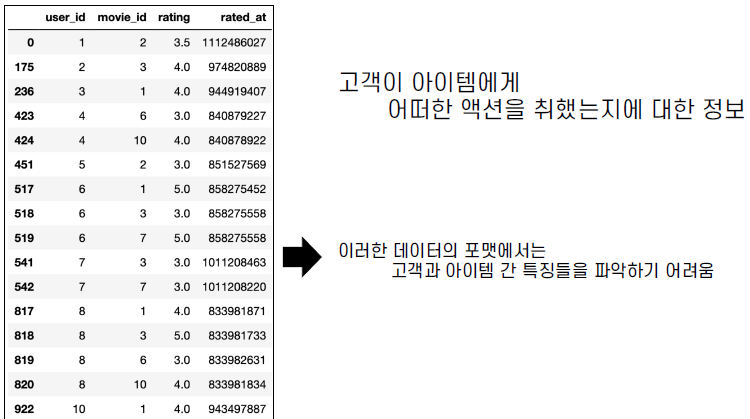 user_id movie_id rating rated_at
0 1 2 3.5 1112486027
175 2 3 4.0 974820889
236 3 1 4.0 944919407
423 4 6 3.0 840879227
424 4 10 4.0 840878922
451 5 2 3.0 851527569
517 6 1 5.0 858275452
518 6 3 3.0 858275558
519 6 7 5.0 858275558
541 7 3 3.0 1011208463
542 7 7 3.0 1011208220
817 8 1 4.0 833981871
818 8 3 5.0 833981733
819 8 6 3.0 833982631
820 8 10 4.0 833981834
922 10 1 4.0 943497887
고객이 아이템에게
어떠한 액션을 취했는지에 대한 정보
이러한 데이터의 포맷에서는
고객과 아이템 간 특징들을 파악하기 어려움